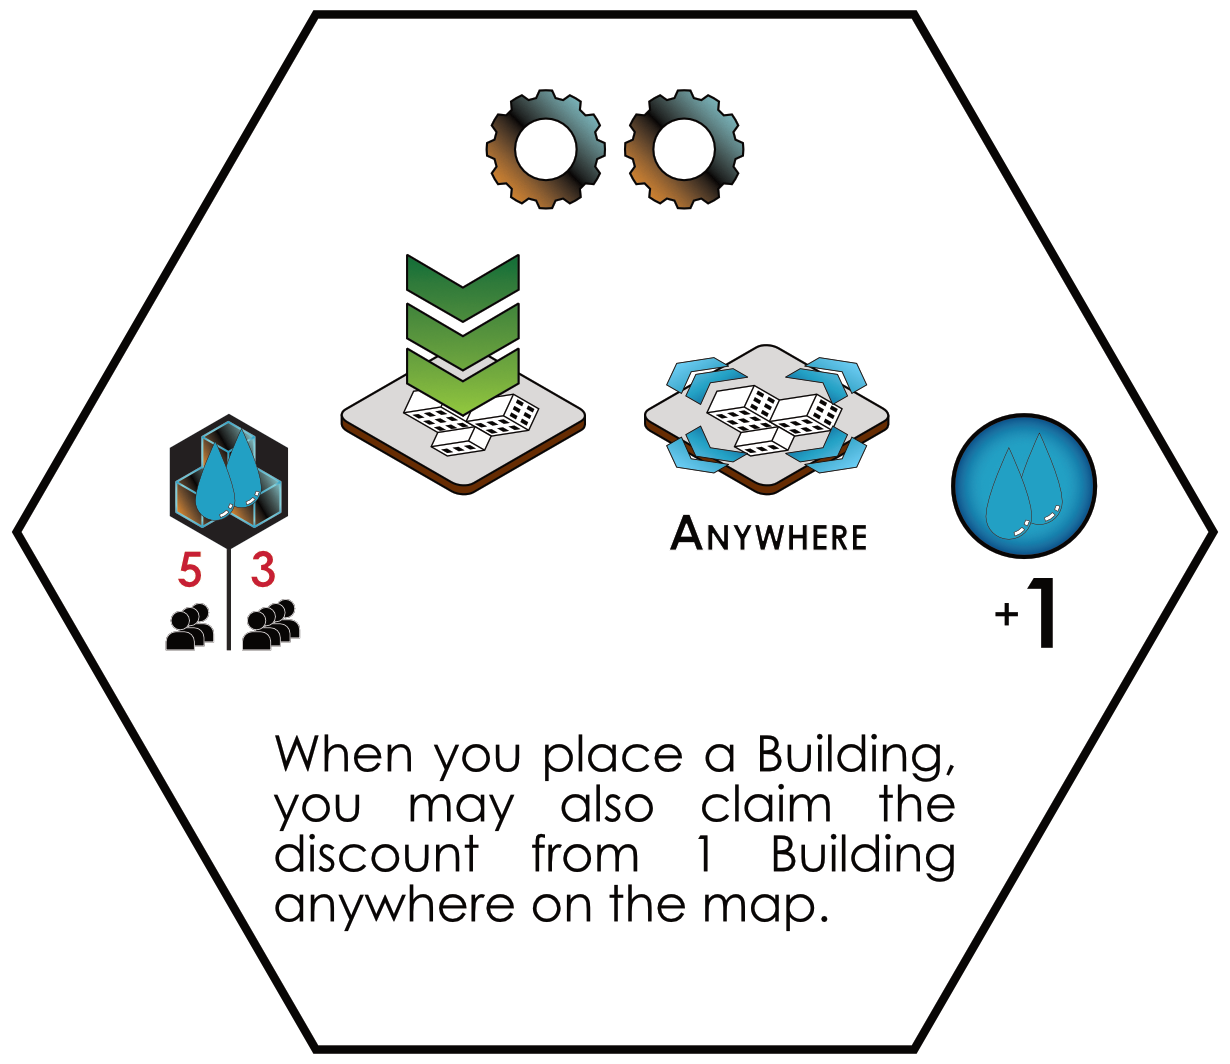 ANYWHERE
5 3
+1
When you place a Building,
you may also claim the
discount from 1 Building
anywhere on the map.